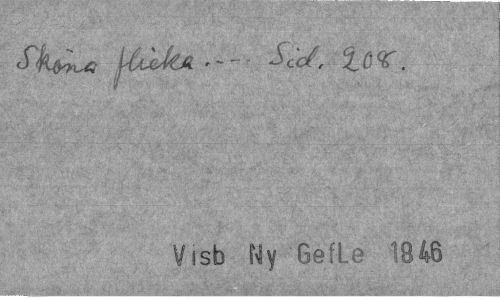 Sköna flicka.--- Sid. 208.
Visb Ny GefLe 1846